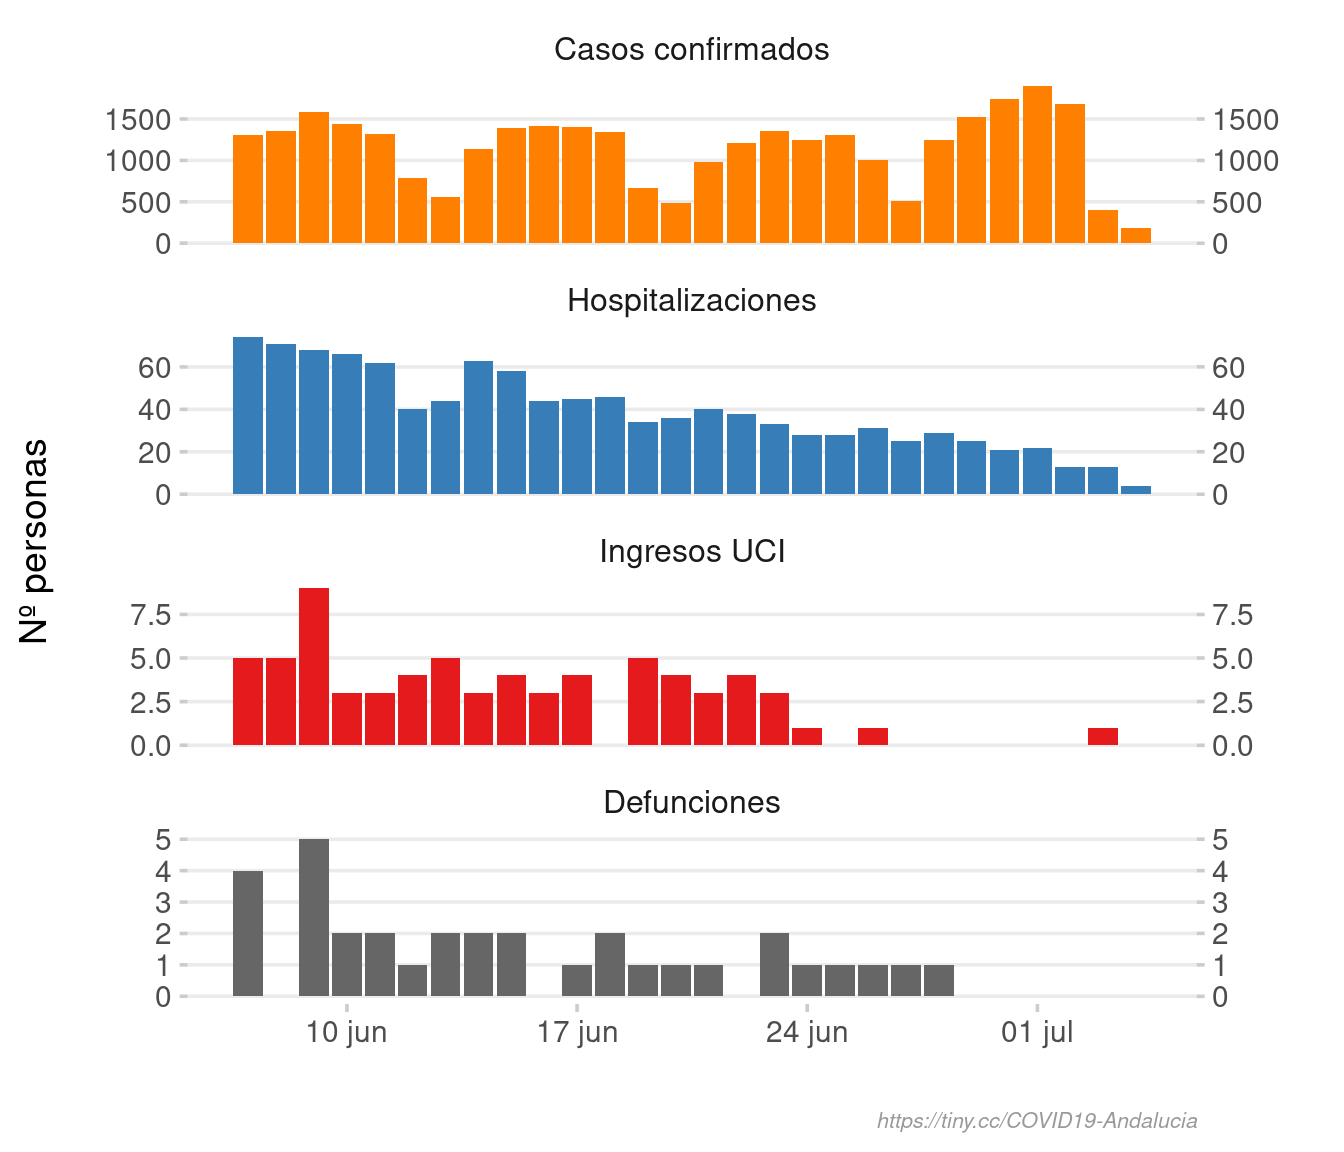 Casos confirmados
1500 1500
1000 1000
500 500
0 0
Hospitalizaciones
60 60
40 40
20 20
0 0
Nº personas
Ingresos UCI
7.5 7.5
5.0 5.0
2.5 2.5
0.0 0.0
Defunciones
5 5
4 4
3 3
2 2
1 1
0 0
10 jun 17 jun 24 jun 01 jul
https://tiny.cc/COVID19-Andalucia